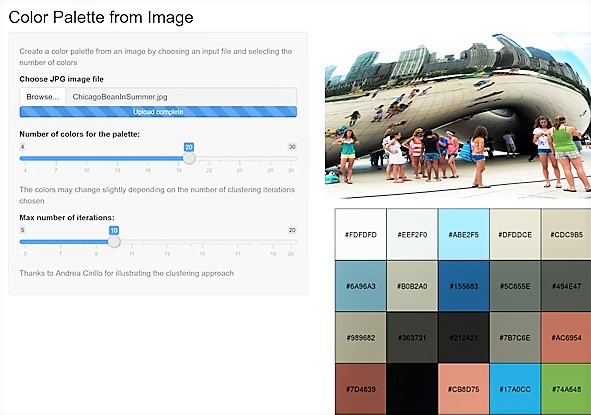 Color Palette from Image
Create a color palette from an image by choosing an input file and selecting the
number of colors
Choose JPG image file
Browse... ChicagoBeanInSummer.jpg
Upload complete
Number of colors for the palette:
4 20 30
4 7 10 13 16 19 22 25 28 30
The colors may change slightly depending on the number of clustering iterations
chosen
Max number of iterations:
5 10 20
5 7 9 11 13 15 17 19 20
Thanks to Andrea Cirillo for illustrating the clustering approach
#FDFDFD #EEF2F0 #ABE2F5 #DFDDCE #CDC9B5
#6A96A3 #B0B2A0 #155683 #5C655E #494E47
#989682 #363731 #212421 #7B7C6E #AC6954
#7D4639 #CB8D75 #17A0CC #74A648